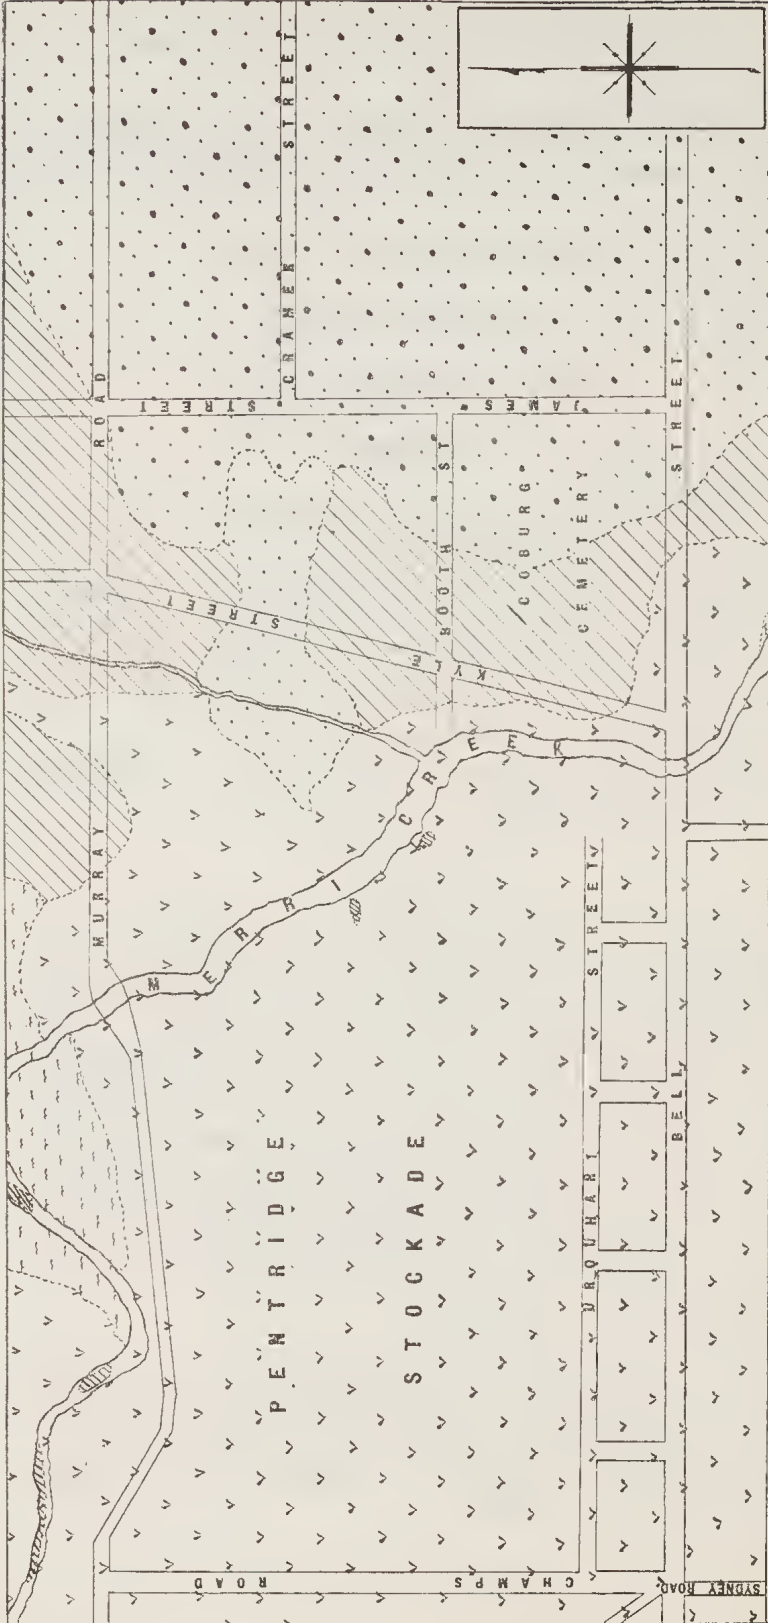 MURRAY ROAD
CRAMER STREET
JAMES STREET
KYLE STREET
BOOTH ST
COBURG
CEMETERY
MERRI CREEK
PENTRIDGE
STOCKADE
URQUHART STREET
BELL STREET
CHAMPS ROAD
SYDNEY ROAD